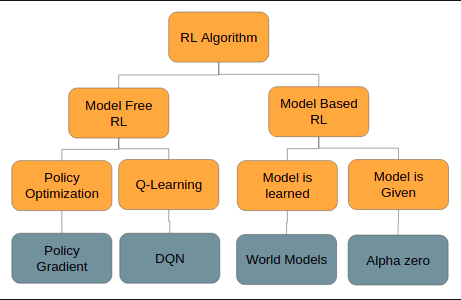 RL Algorithm
Model Free
RL
Model Based
RL
Policy
Optimization
Q-Learning
Model is
learned
Model is
Given
Policy
Gradient
DQN
World Models
Alpha zero